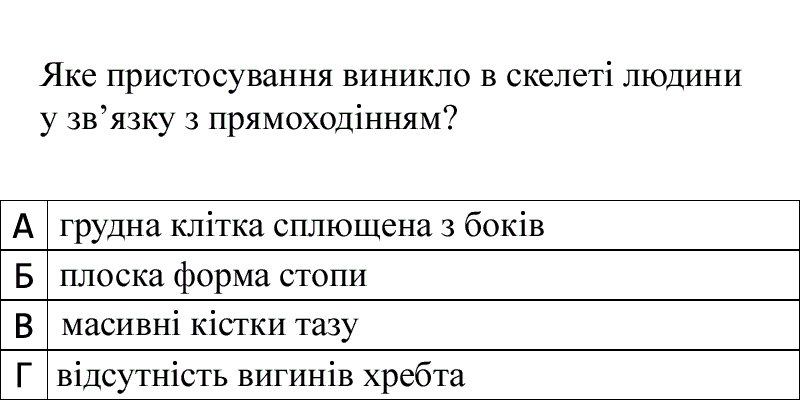 Яке пристосування виникло в скелеті людини
у зв’язку з прямоходінням?
А грудна клітка сплющена з боків
Б плоска форма стопи
В масивні кістки тазу
Г відсутність вигинів хребта